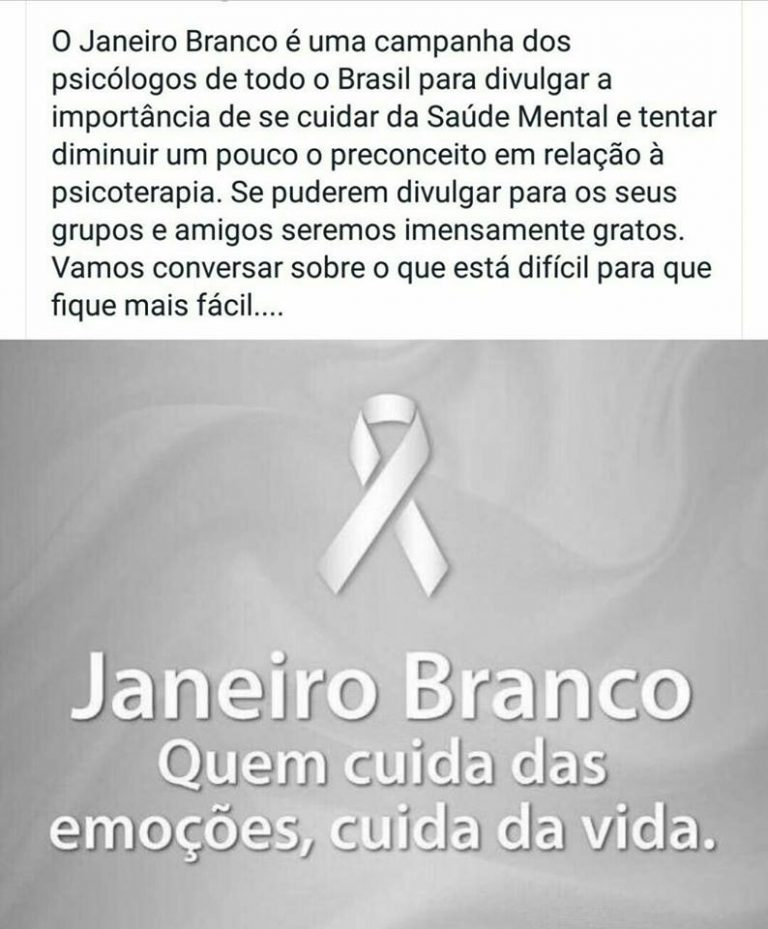 O Janeiro Branco é uma campanha dos
psicólogos de todo o Brasil para divulgar a
importância de se cuidar da Saúde Mental e tentar
diminuir um pouco o preconceito em relação à
psicoterapia. Se puderem divulgar para os seus
grupos e amigos seremos imensamente gratos.
Vamos conversar sobre o que está difícil para que
fique mais fácil....
Janeiro Branco
Quem cuida das
emoções, cuida da vida.